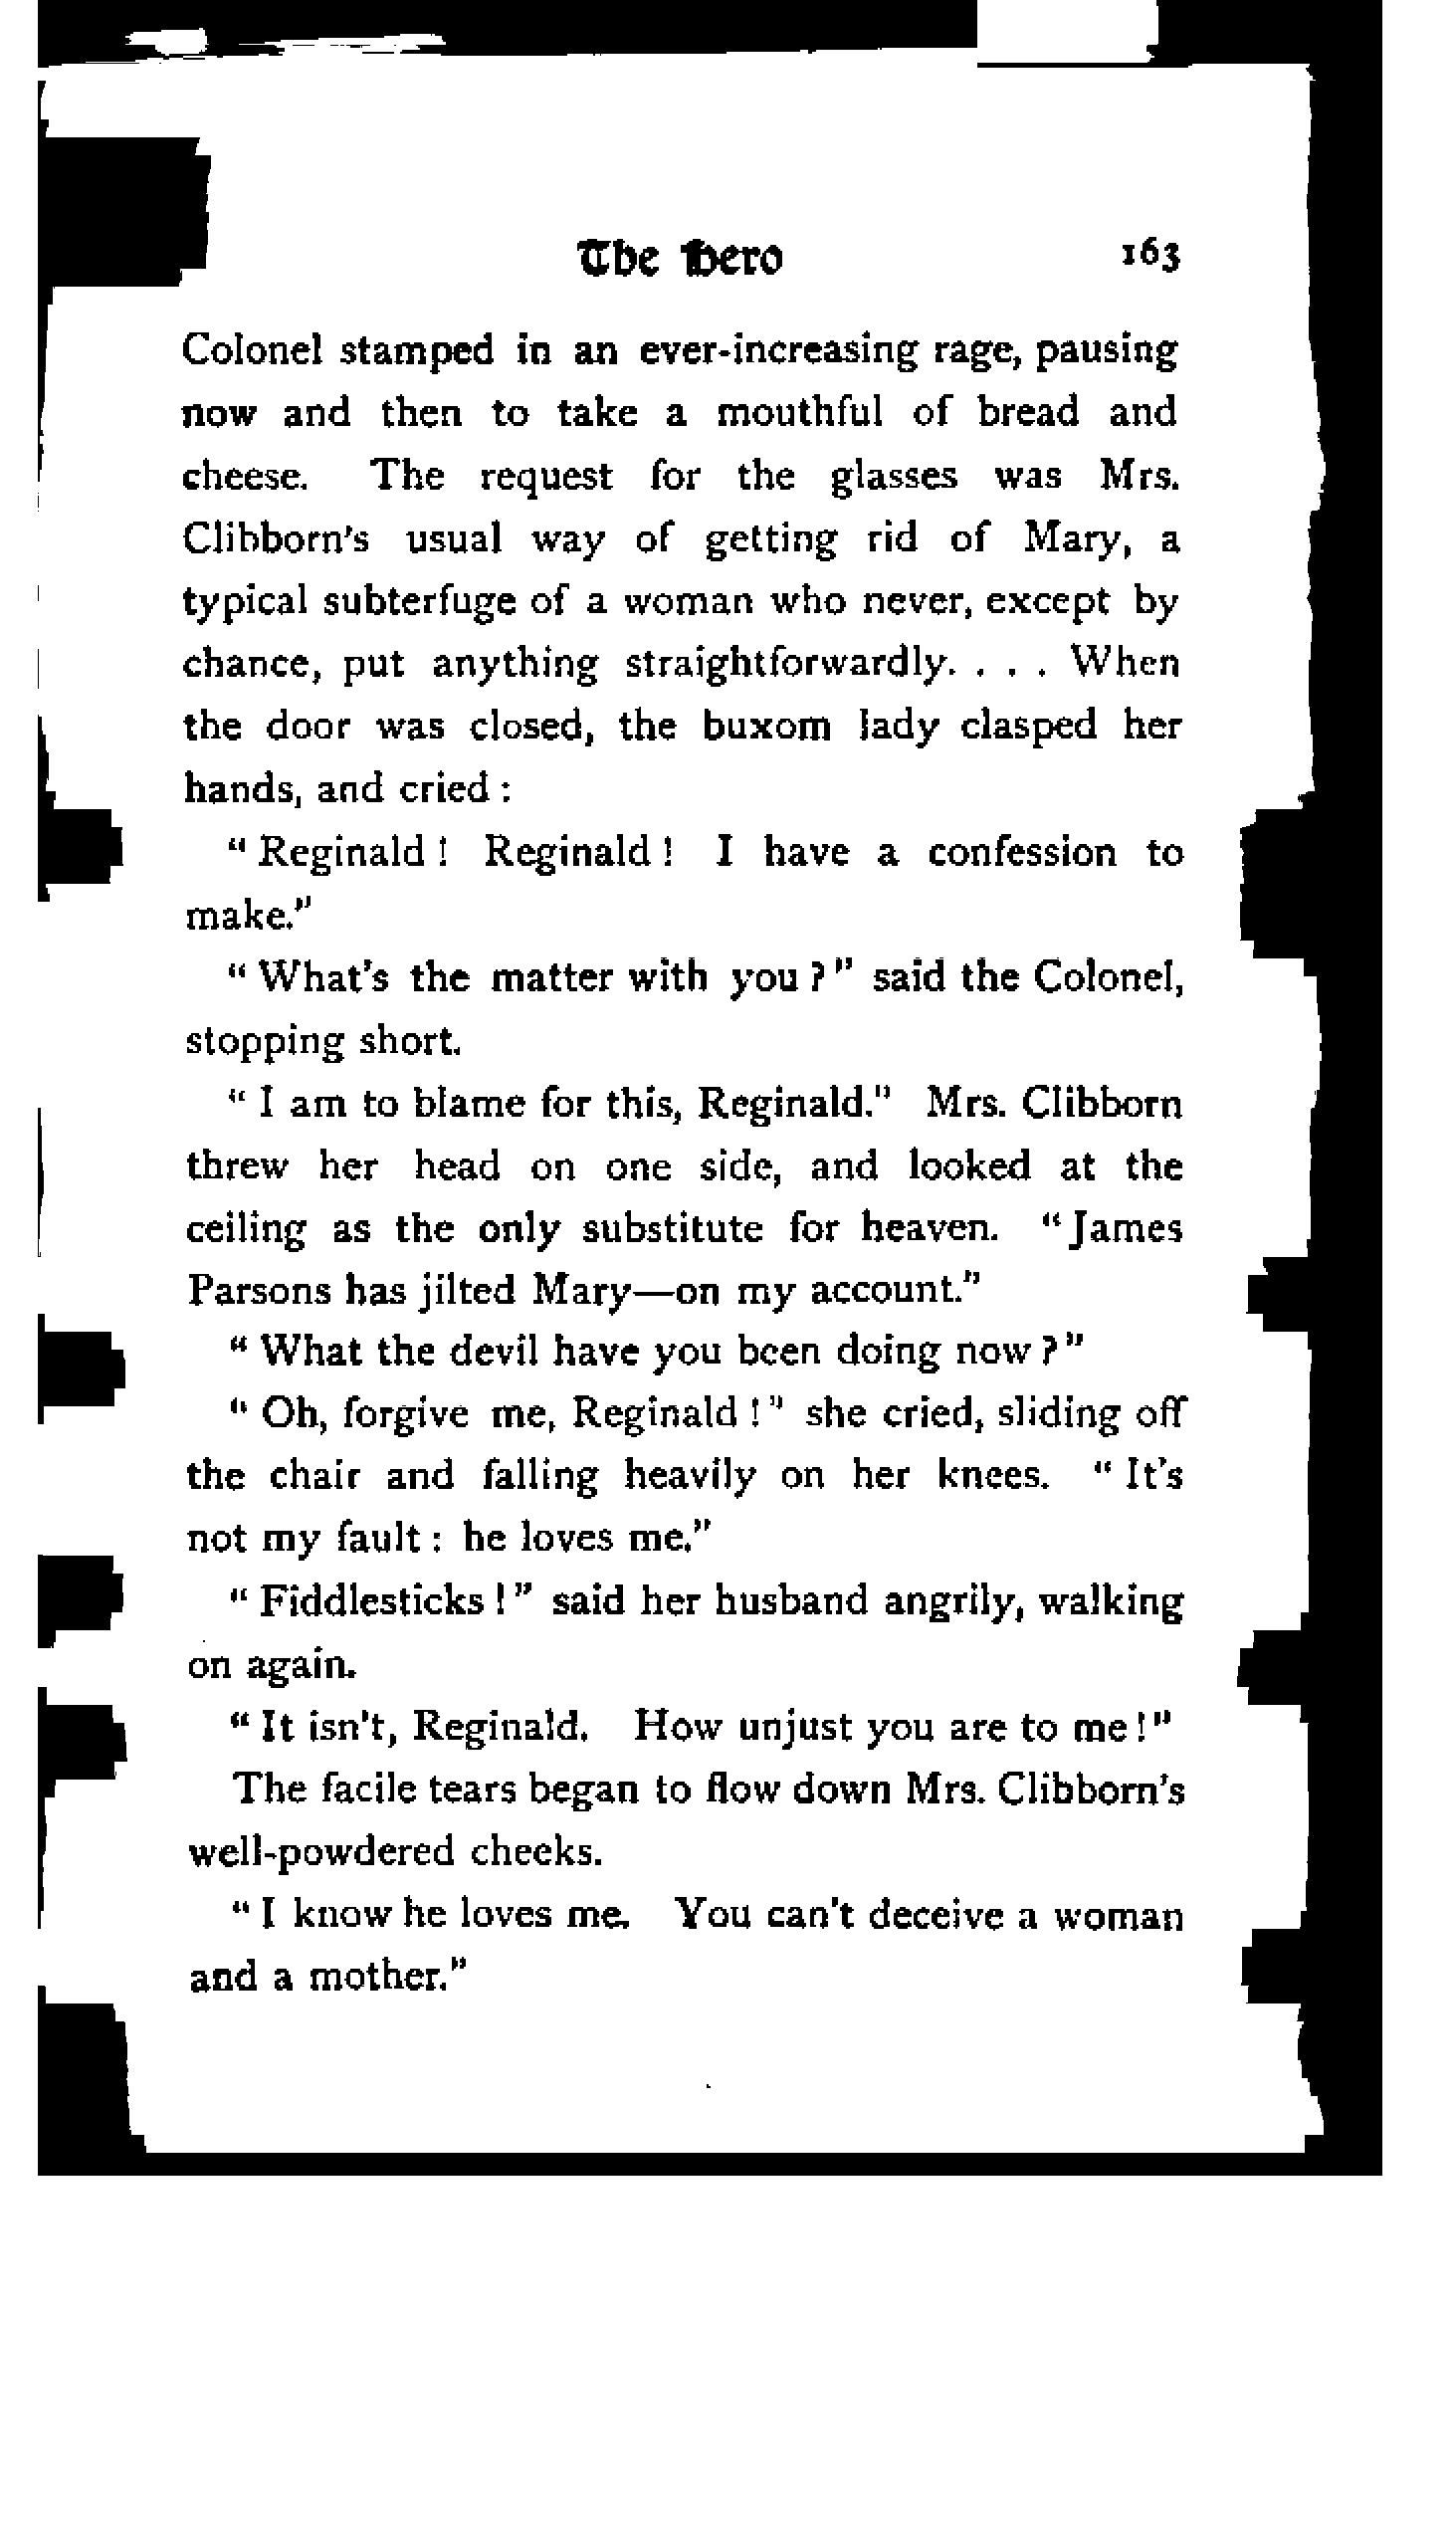 The Hero 163
Colonel stamped in an ever-increasing rage, pausing
now and then to take a mouthful of bread and
cheese. The request for the glasses was Mrs.
Clibborn's usual way of getting rid of Mary, a
typical subterfuge of a woman who never, except by
chance, put anything straightforwardly. . . . When
the door was closed, the buxom lady clasped her
hands, and cried :
“ Reginald ! Reginald ! I have a confession to
make.”
“ What's the matter with you ? ” said the Colonel,
stopping short.
“ I am to blame for this, Reginald.” Mrs. Clibborn
threw her head on one side, and looked at the
ceiling as the only substitute for heaven. “ James
Parsons has jilted Mary—on my account.”
“ What the devil have you been doing now ? ”
“ Oh, forgive me, Reginald ! ” she cried, sliding off
the chair and falling heavily on her knees. “ It's
not my fault : he loves me.”
“ Fiddlesticks ! ” said her husband angrily, walking
on again.
“ It isn't, Reginald. How unjust you are to me ! ”
The facile tears began to flow down Mrs. Clibborn's
well-powdered cheeks.
“ I know he loves me. You can't deceive a woman
and a mother.”